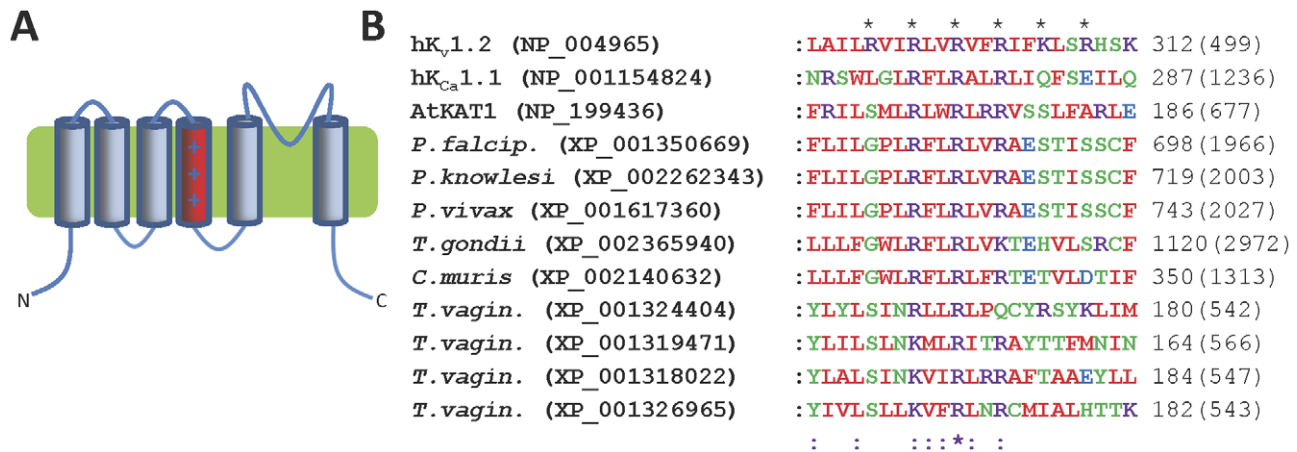 A
B
+
+
+
N
C
* * * * * *
hKv1.2 (NP_004965) :LAILRVIRLVRVFRIFKLSRHSK 312(499)
hKCa1.1 (NP_001154824) :NRSWLGLRFLRALRLIQFSEILQ 287(1236)
AtKAT1 (NP_199436) :FRILSMLRLWRLRRVSSLFARLE 186(677)
P.falcip. (XP_001350669) :FLILGPLRFLRLVRAESTISSCF 698(1966)
P.knowlesi (XP_002262343) :FLILGPLRFLRLVRAESTISSCF 719(2003)
P.vivax (XP_001617360) :FLILGPLRFLRLVRAESTISSCF 743(2027)
T.gondii (XP_002365940) :LLLFGWLRFLRLVKTEHVLSRCF 1120(2972)
C.muris (XP_002140632) :LLLFGWLRFLRLFRTETVLDTIF 350(1313)
T.vagin. (XP_001324404) :YLYLSINRLLRLPQCYRSYKLIM 180(542)
T.vagin. (XP_001319471) :YLILSLNKMLRITRAYTTFMNIN 164(566)
T.vagin. (XP_001318022) :YLALSINKVIRLRRAFTAAEYLL 184(547)
T.vagin. (XP_001326965) :YIVLSLLKVFRLNRCMIALHTTK 182(543)
: : :::*: :